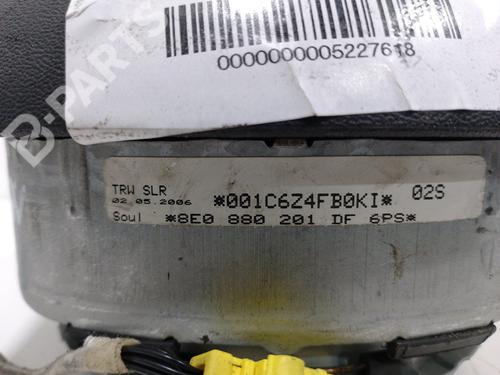 0000000005227618
B-PARTS
TRW SLR
02.05.2006
*001C6Z4FB0KI*
02S
Soul *8E0 880 201 DF 6PS*